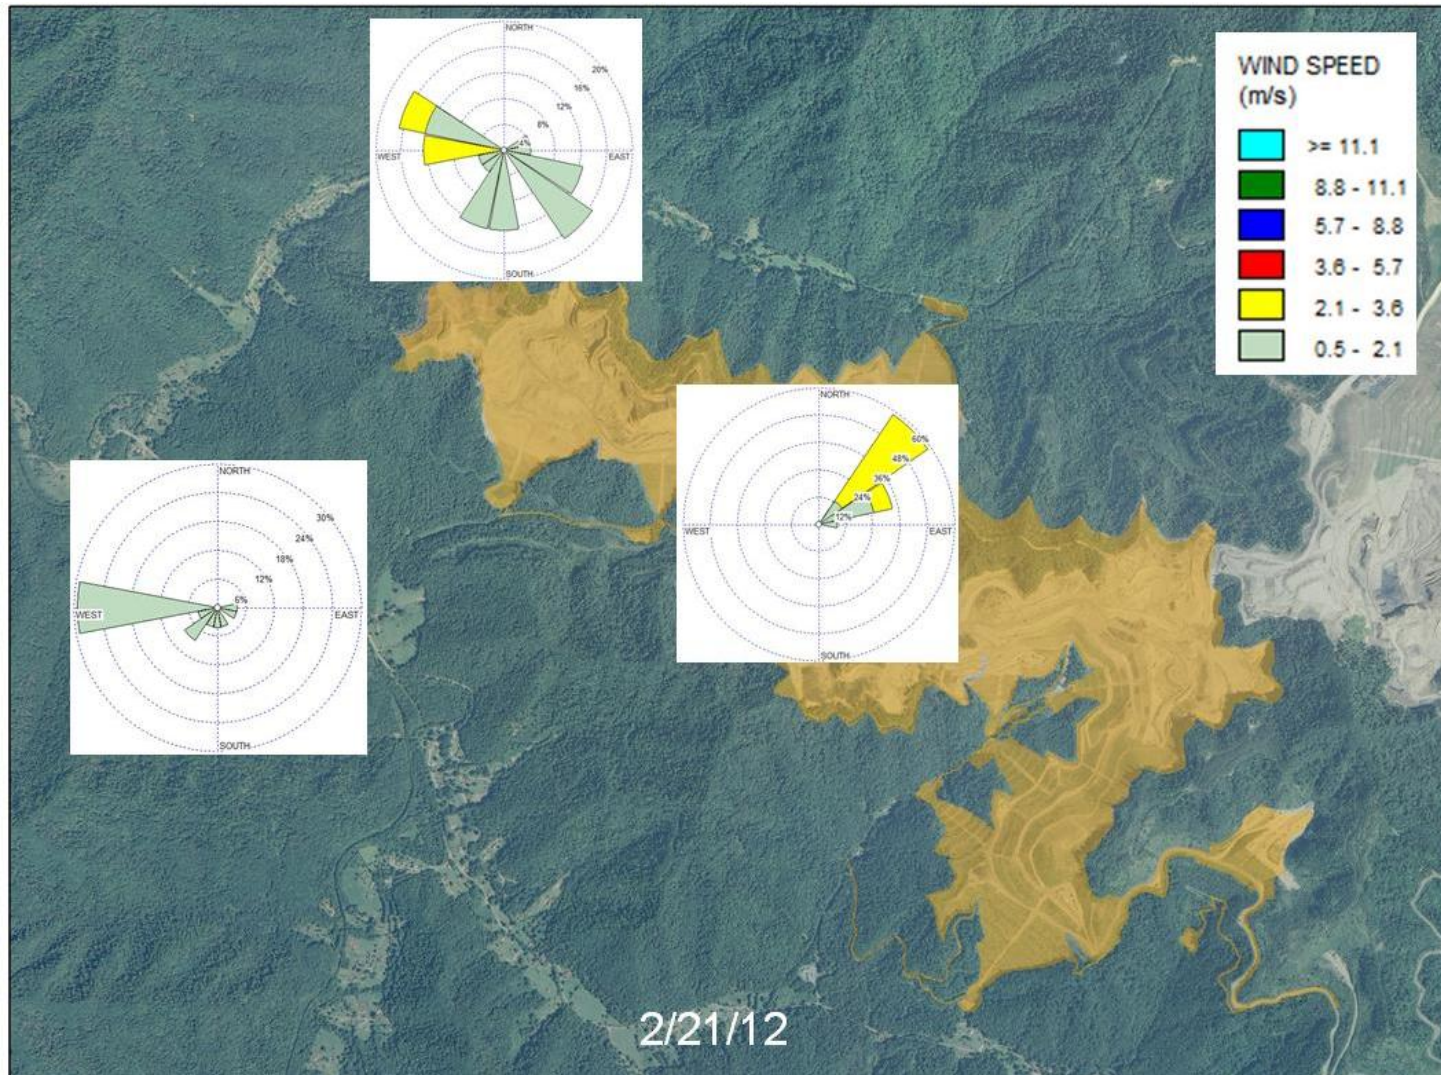 NORTH
20%
16%
12%
8%
4%
WEST
EAST
SOUTH
WIND SPEED
(m/s)
>= 11.1
8.8 - 11.1
5.7 - 8.8
3.6 - 5.7
2.1 - 3.6
0.5 - 2.1
NORTH
60%
48%
36%
24%
12%
WEST
EAST
SOUTH
NORTH
30%
24%
18%
12%
6%
WEST
EAST
SOUTH
2/21/12